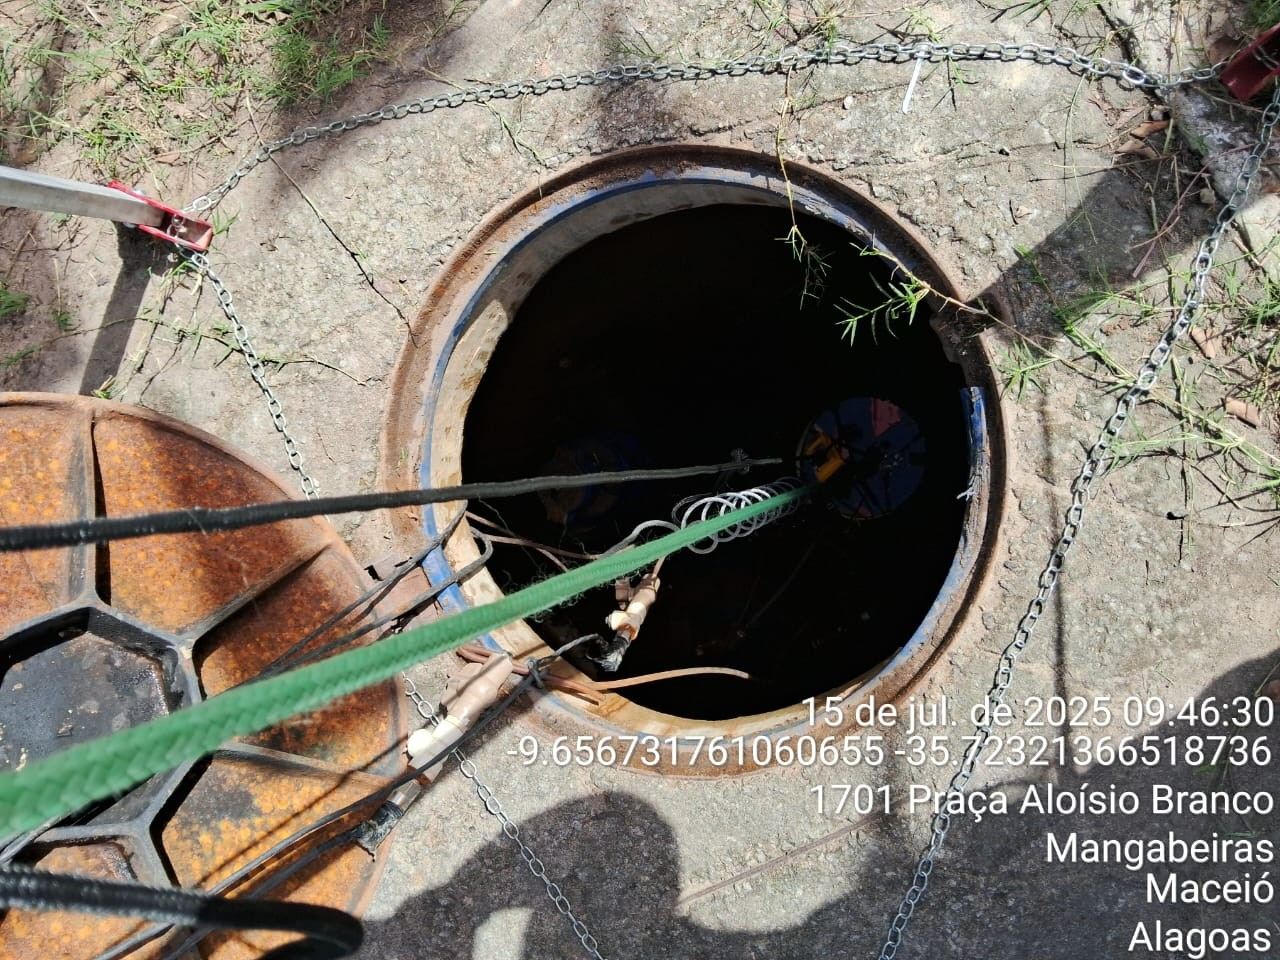 15 de jul. de 2025 09:46:30
-9.656731761060655 -35.72321366518736
1701 Praça Aloísio Branco
Mangabeiras
Maceió
Alagoas